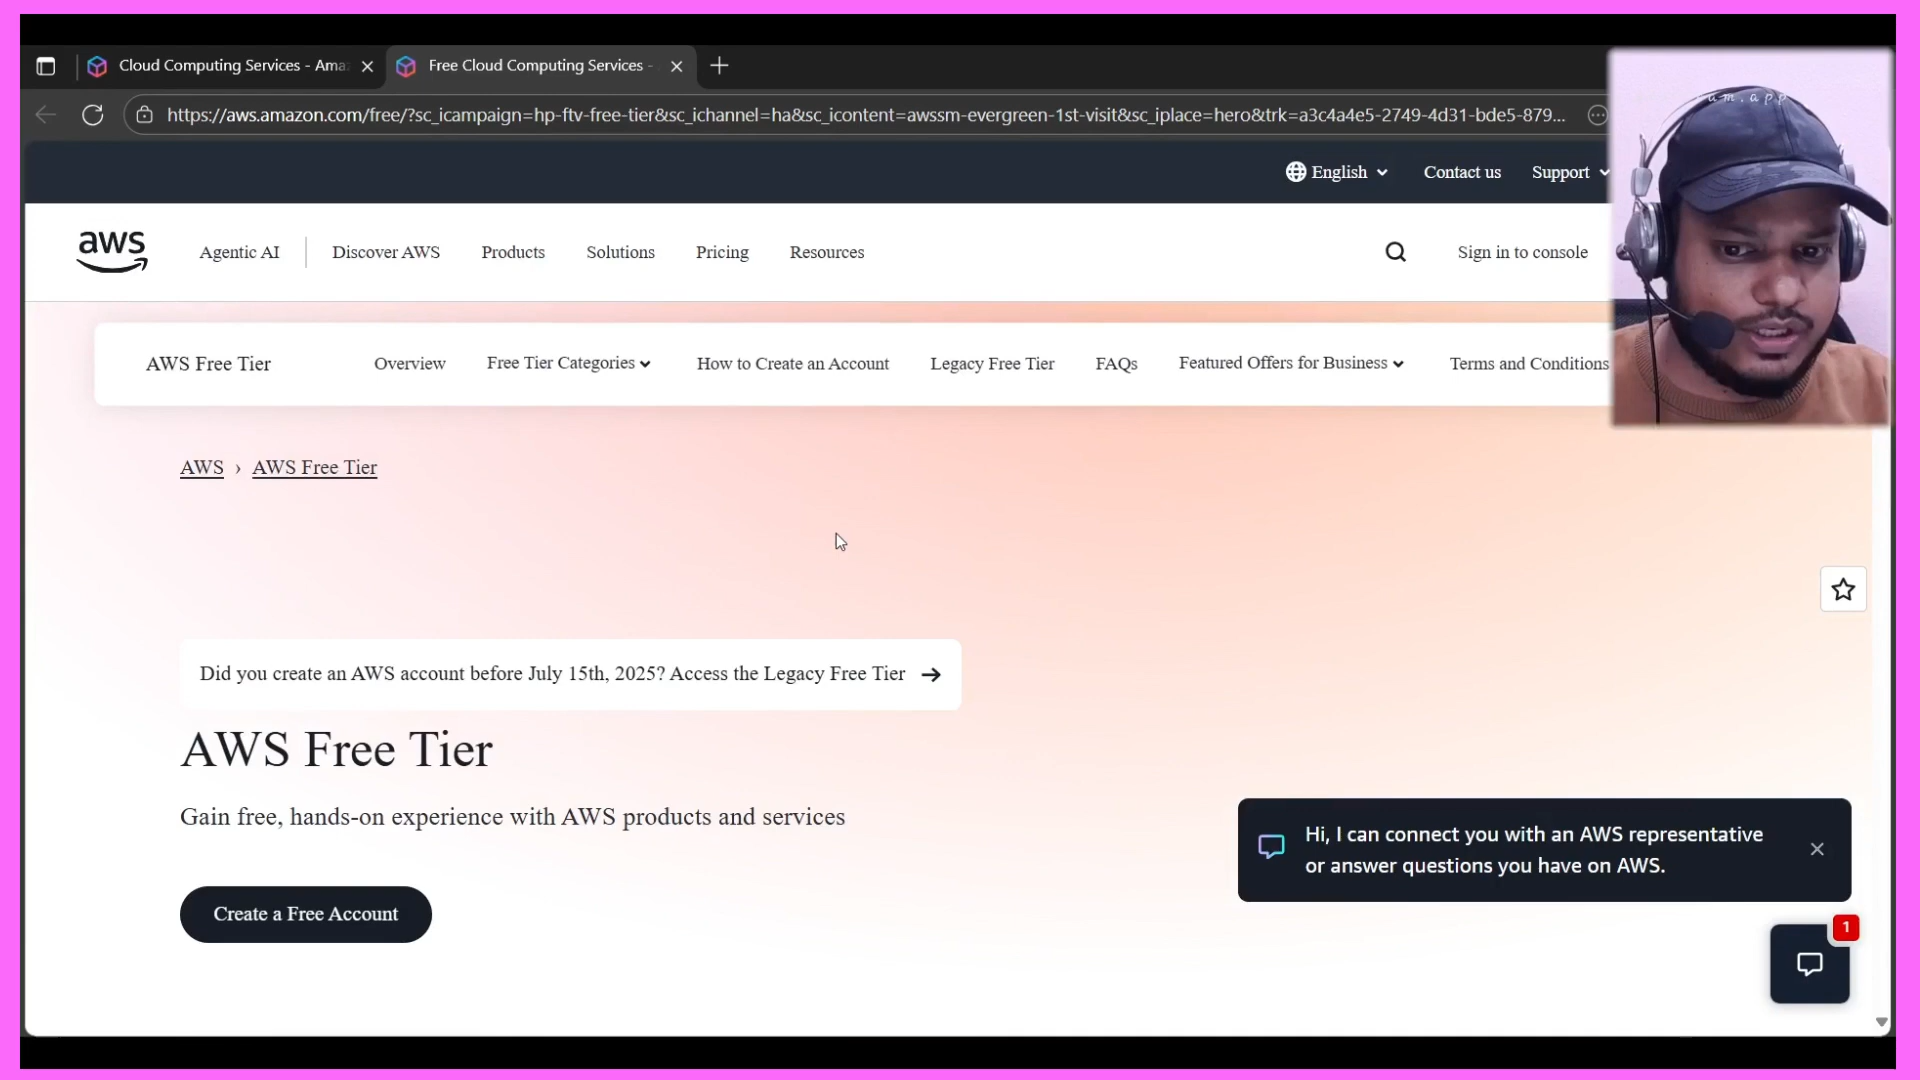 Cloud Computing Services - Ama
Free Cloud Computing Services -
https://aws.amazon.com/free/?sc_icampaign=hp-ftv-free-tier&sc_ichannel=ha&sc_icontent=awssm-evergreen-1st-visit&sc_iplace=hero&trk=a3c4a4e5-2749-4d31-bde5-879...
English
Contact us
Support
aws
Agentic AI
Discover AWS
Products
Solutions
Pricing
Resources
Sign in to console
AWS Free Tier
Overview
Free Tier Categories
How to Create an Account
Legacy Free Tier
FAQs
Featured Offers for Business
Terms and Conditions
AWS › AWS Free Tier
Did you create an AWS account before July 15th, 2025? Access the Legacy Free Tier →
AWS Free Tier
Gain free, hands-on experience with AWS products and services
Create a Free Account
Hi, I can connect you with an AWS representative
or answer questions you have on AWS.
1